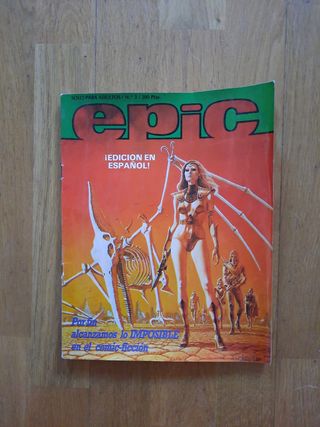 SOLO PARA ADULTOS / N.º 3 / 200 Ptas.
epic
¡EDICION EN
ESPAÑOL!
Por fin
alcanzamos lo IMPOSIBLE
en el comic-ficción